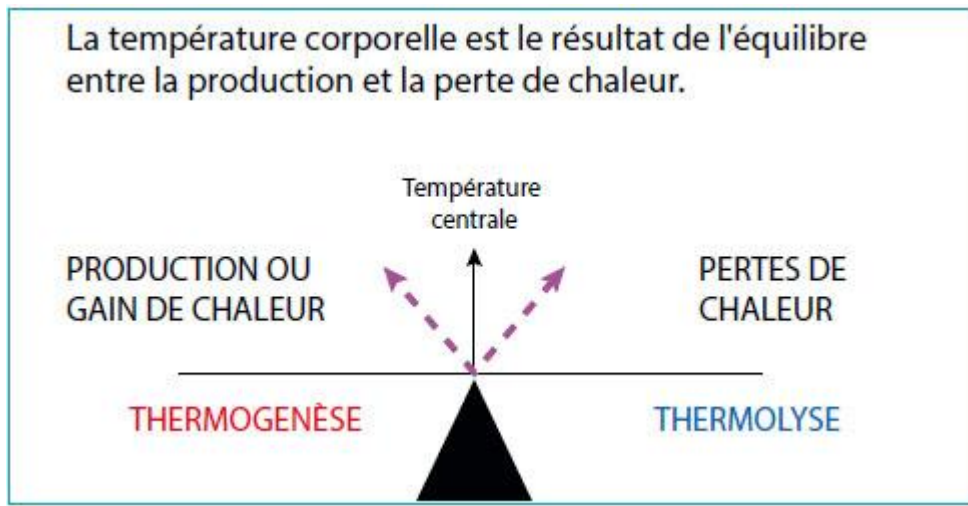 La température corporelle est le résultat de l'équilibre
entre la production et la perte de chaleur.
Température
centrale
PRODUCTION OU
GAIN DE CHALEUR
PERTES DE
CHALEUR
THERMOGENÈSE
THERMOLYSE